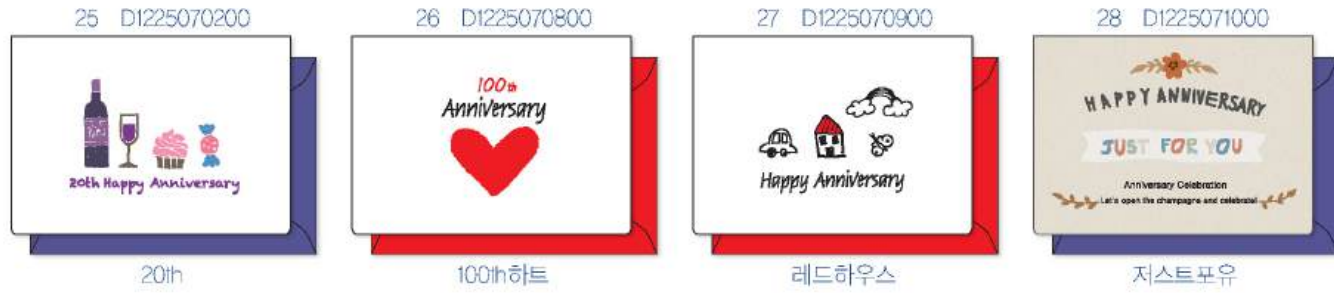 25 D1225070200
26 D1225070800
27 D1225070900
28 D1225071000
20th Happy Anniversary
100th
Anniversary
Happy Anniversary
HAPPY ANNIVERSARY
JUST FOR YOU
Anniversary Celebration
Let's open the champagne and celebrate!
20th
100th하트
레드하우스
저스트포유